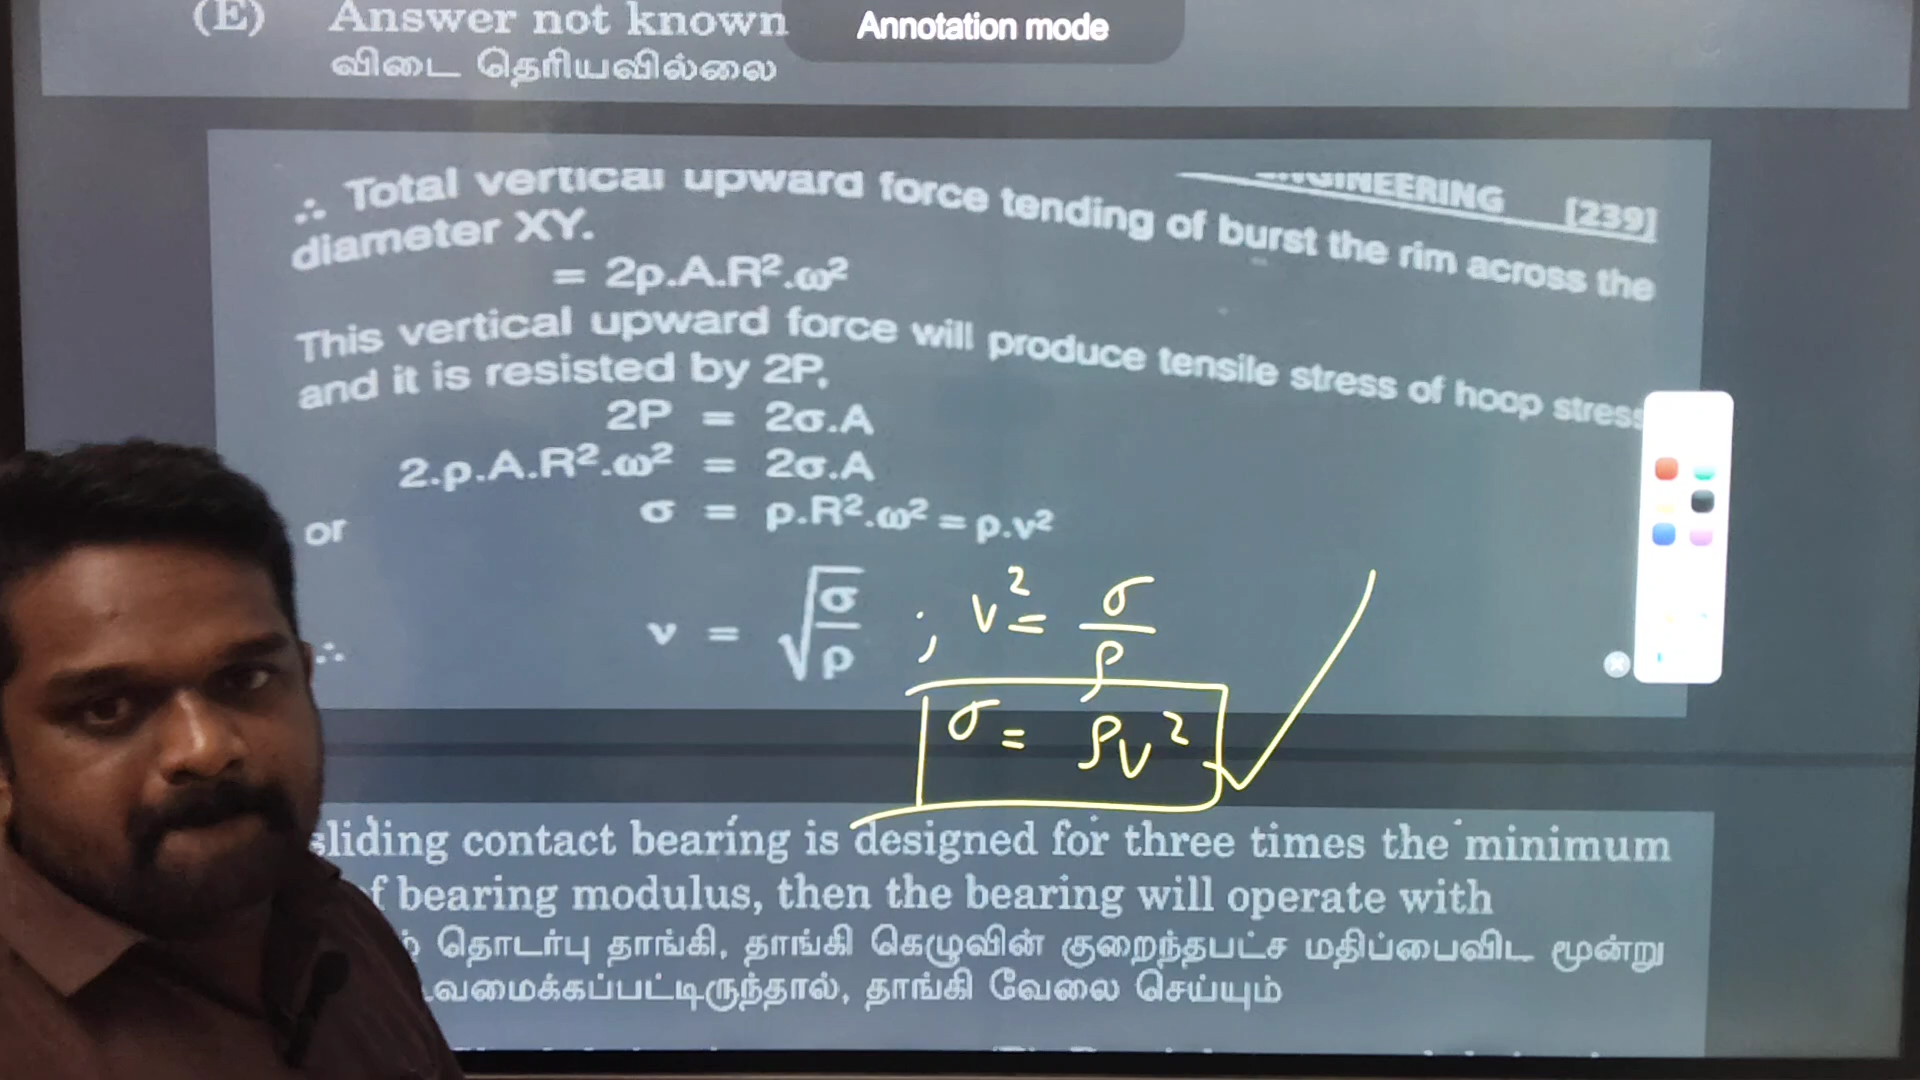 (E) Answer not known
விடை தெரியவில்லை
Annotation mode
ENGINEERING [239]
∴ Total vertical upward force tending of burst the rim across the
diameter XY.
= 2ρ.A.R².ω²
This vertical upward force will produce tensile stress of hoop stress
and it is resisted by 2P,
2P = 2σ.A
2.ρ.A.R².ω² = 2σ.A
or σ = ρ.R².ω² = ρ.v²
∴ v = √(σ/ρ) ; v² = σ/ρ
σ = ρv²
sliding contact bearing is designed for three times the minimum
f bearing modulus, then the bearing will operate with
தொடர்பு தாங்கி, தாங்கி கெழுவின் குறைந்தபட்ச மதிப்பைவிட மூன்று
வமைக்கப்பட்டிருந்தால், தாங்கி வேலை செய்யும்